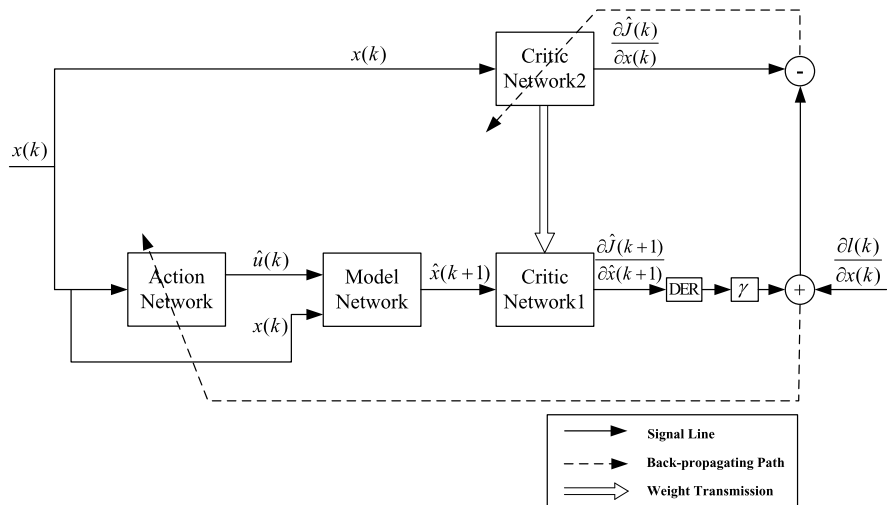 x(k)
Critic
Network2
∂Ĵ(k)
∂x(k)
-
x(k)
Action
Network
û(k)
x(k)
Model
Network
x̂(k+1)
Critic
Network1
∂Ĵ(k+1)
∂x̂(k+1)
DER
γ
+
∂l(k)
∂x(k)
Signal Line
Back-propagating Path
Weight Transmission